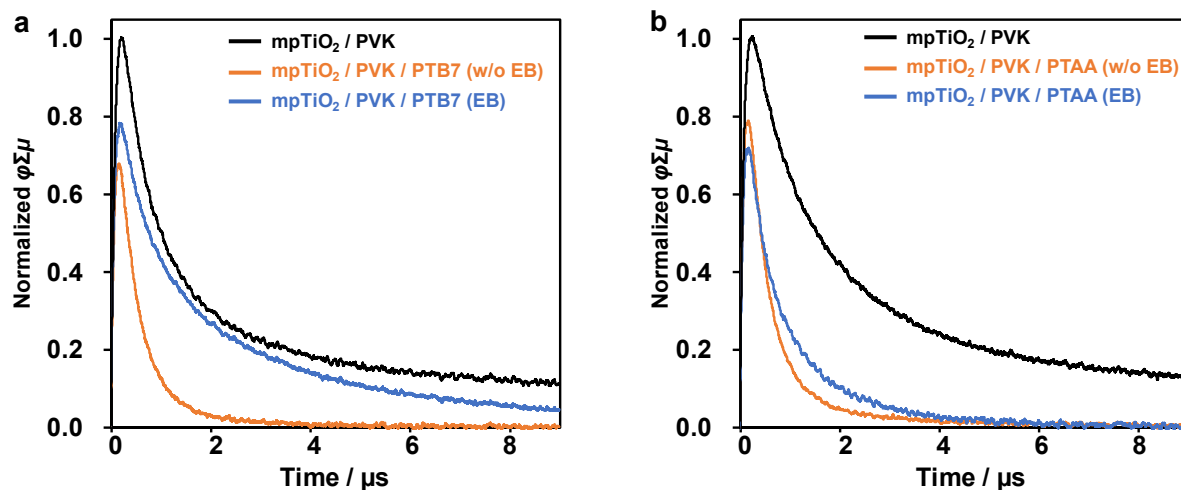 a
1.0
0.8
0.6
0.4
0.2
0.0
Normalized φΣμ
mpTiO₂ / PVK
mpTiO₂ / PVK / PTB7 (w/o EB)
mpTiO₂ / PVK / PTB7 (EB)
0 2 4 6 8
Time / μs
b
1.0
0.8
0.6
0.4
0.2
0.0
Normalized φΣμ
mpTiO₂ / PVK
mpTiO₂ / PVK / PTAA (w/o EB)
mpTiO₂ / PVK / PTAA (EB)
0 2 4 6 8
Time / μs